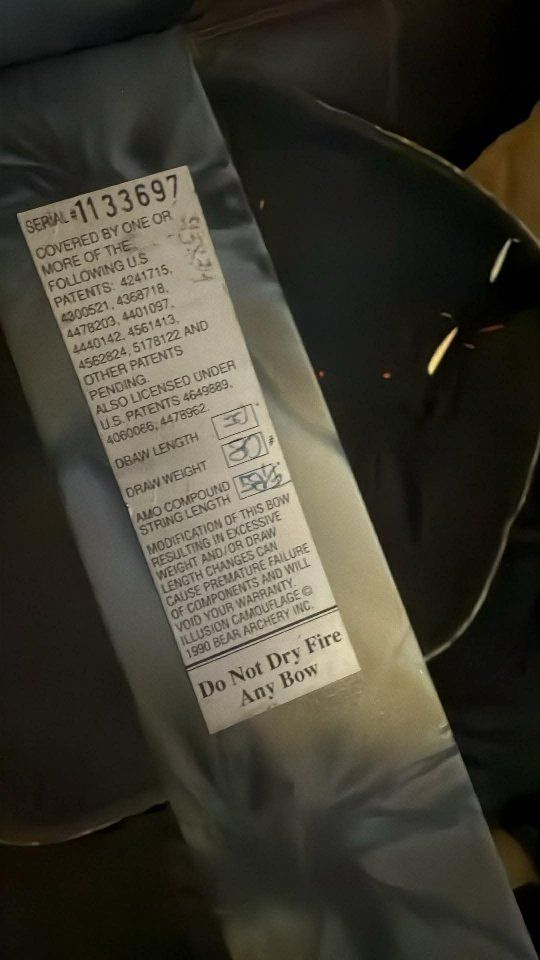 SERIAL #1133697
COVERED BY ONE OR
MORE OF THE
FOLLOWING U.S
PATENTS: 4241715,
4300521, 4368718,
4478203, 4401097,
4440142, 4561413,
4562824, 5178122 AND
OTHER PATENTS
PENDING.
ALSO LICENSED UNDER
U.S. PATENTS 4649889,
4060066, 4478962.
DRAW LENGTH "
DRAW WEIGHT #
AMO COMPOUND
STRING LENGTH
MODIFICATION OF THIS BOW
RESULTING IN EXCESSIVE
WEIGHT AND/OR DRAW
LENGTH CHANGES CAN
CAUSE PREMATURE FAILURE
OF COMPONENTS AND WILL
VOID YOUR WARRANTY.
ILLUSION CAMOUFLAGE ©
1990 BEAR ARCHERY INC.
Do Not Dry Fire
Any Bow